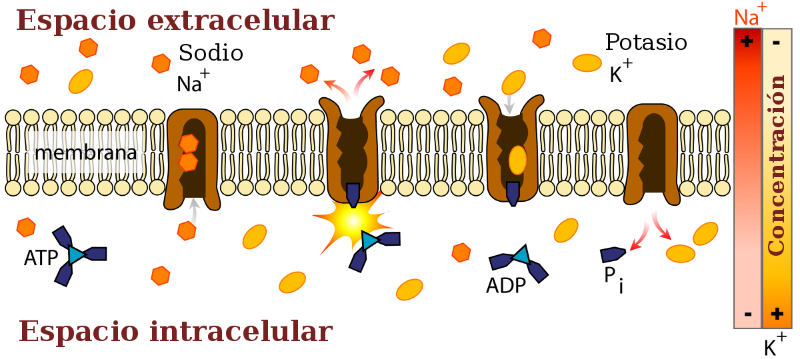 Espacio extracelular
Na+
+
-
Sodio
Na+
Potasio
K+
membrana
Concentración
ATP
ADP
Pi
-
+
Espacio intracelular
K+